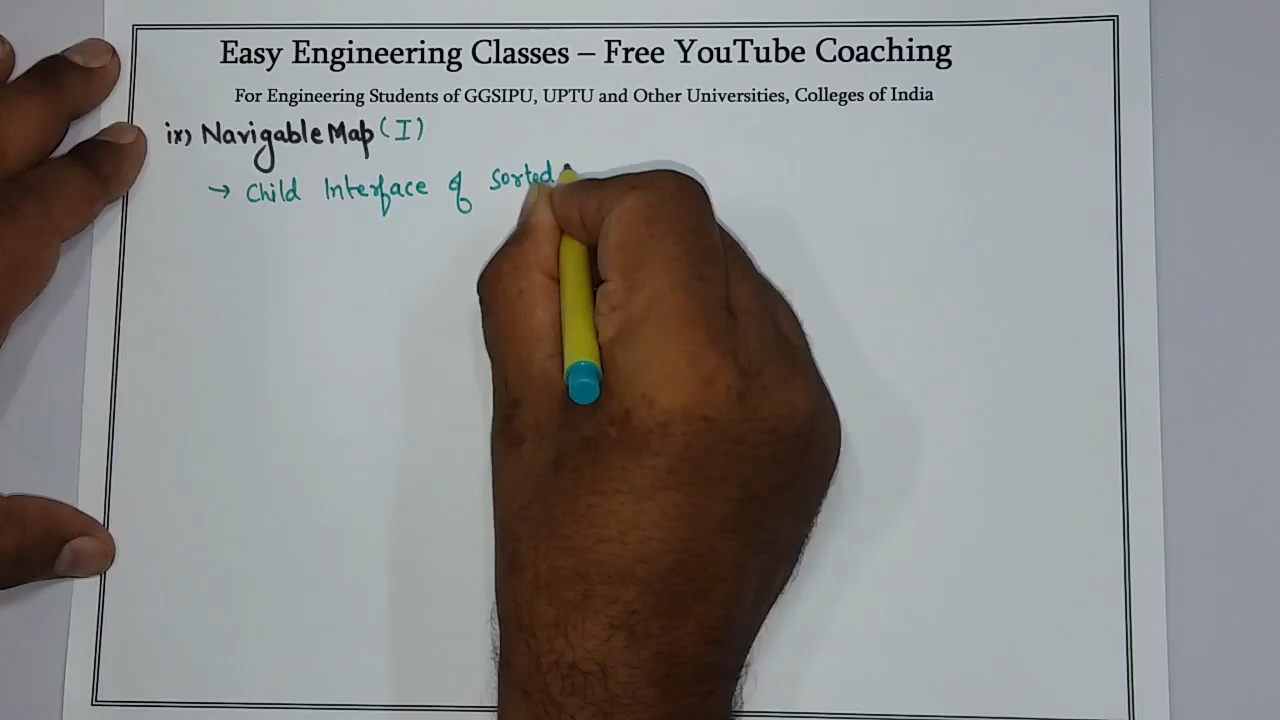 Easy Engineering Classes – Free YouTube Coaching
For Engineering Students of GGSIPU, UPTU and Other Universities, Colleges of India
ix) NavigableMap (I)
→ Child Interface of Sorted